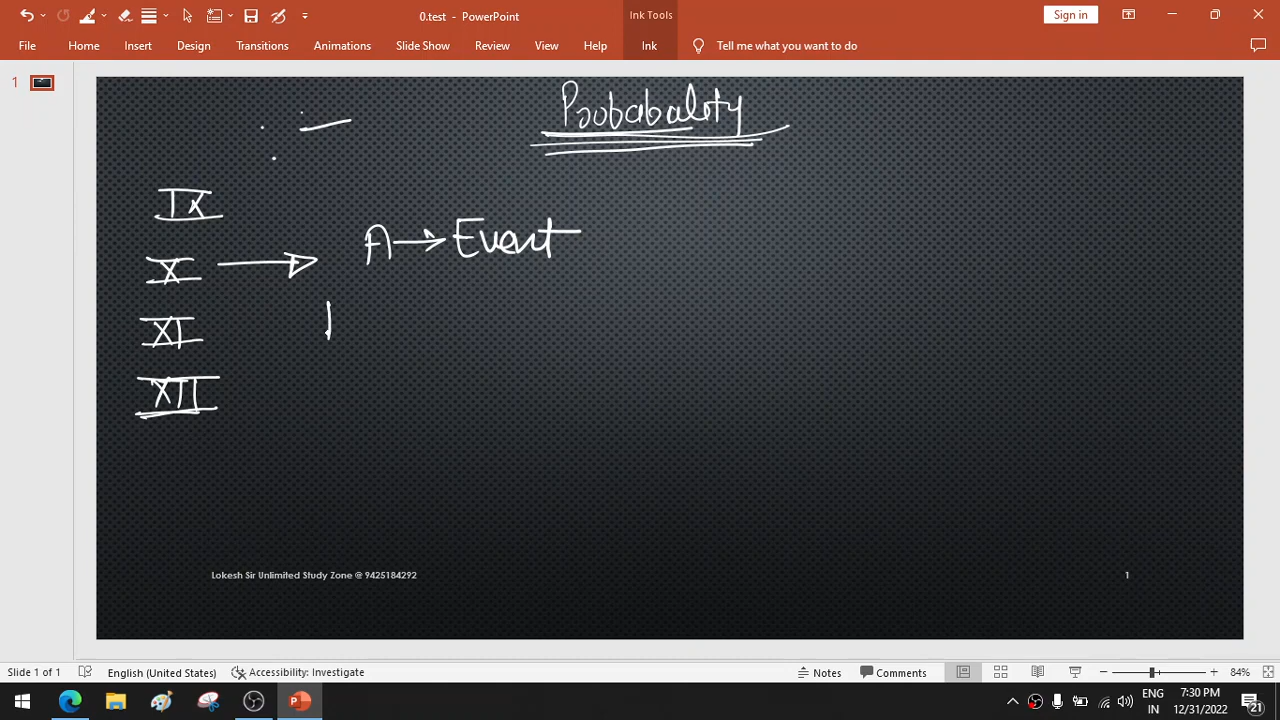 0.test - PowerPoint
Ink Tools
Sign in
File Home Insert Design Transitions Animations Slide Show Review View Help Ink Tell me what you want to do
1
Probabality
IX
A → Event
X →
XI
XII
Lokesh Sir Unlimited Study Zone @ 9425184292
1
Slide 1 of 1 English (United States) Accessibility: Investigate Notes Comments 84%
ENG 7:30 PM
IN 12/31/2022 21